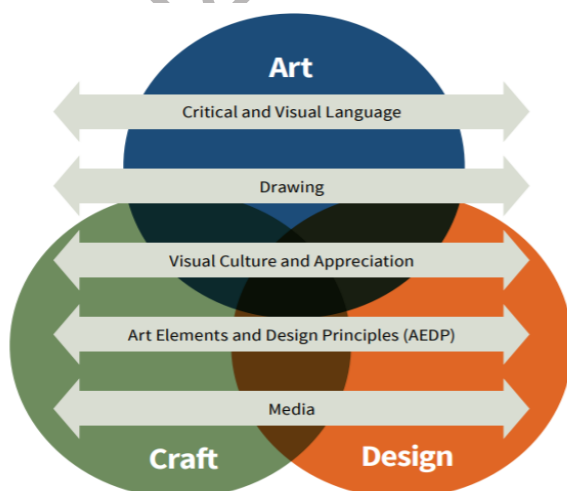 Art
Critical and Visual Language
Drawing
Visual Culture and Appreciation
Art Elements and Design Principles (AEDP)
Media
Craft
Design